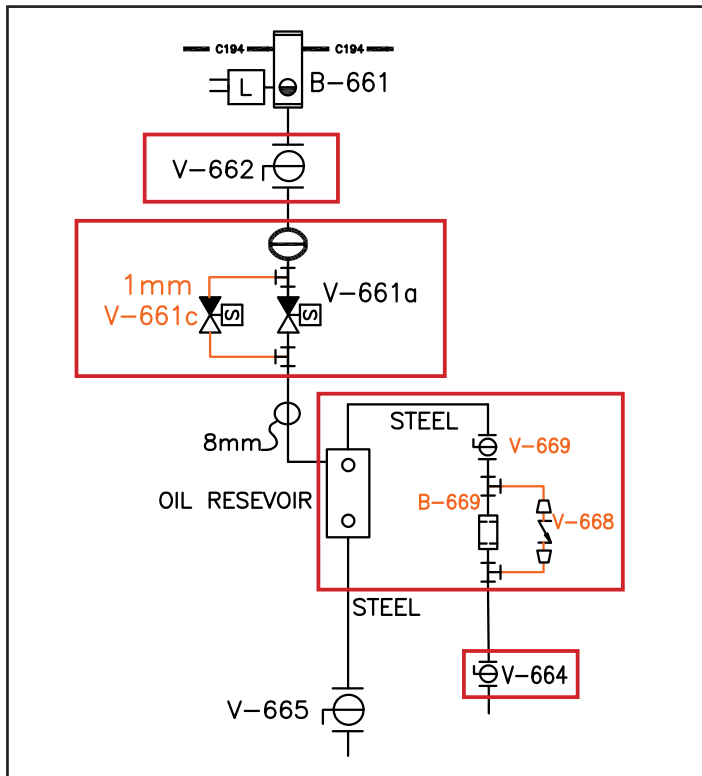 C194
C194
L
B-661
V-662
1mm
V-661c
S
S
V-661a
8mm
STEEL
V-669
OIL RESEVOIR
B-669
V-668
STEEL
V-664
V-665